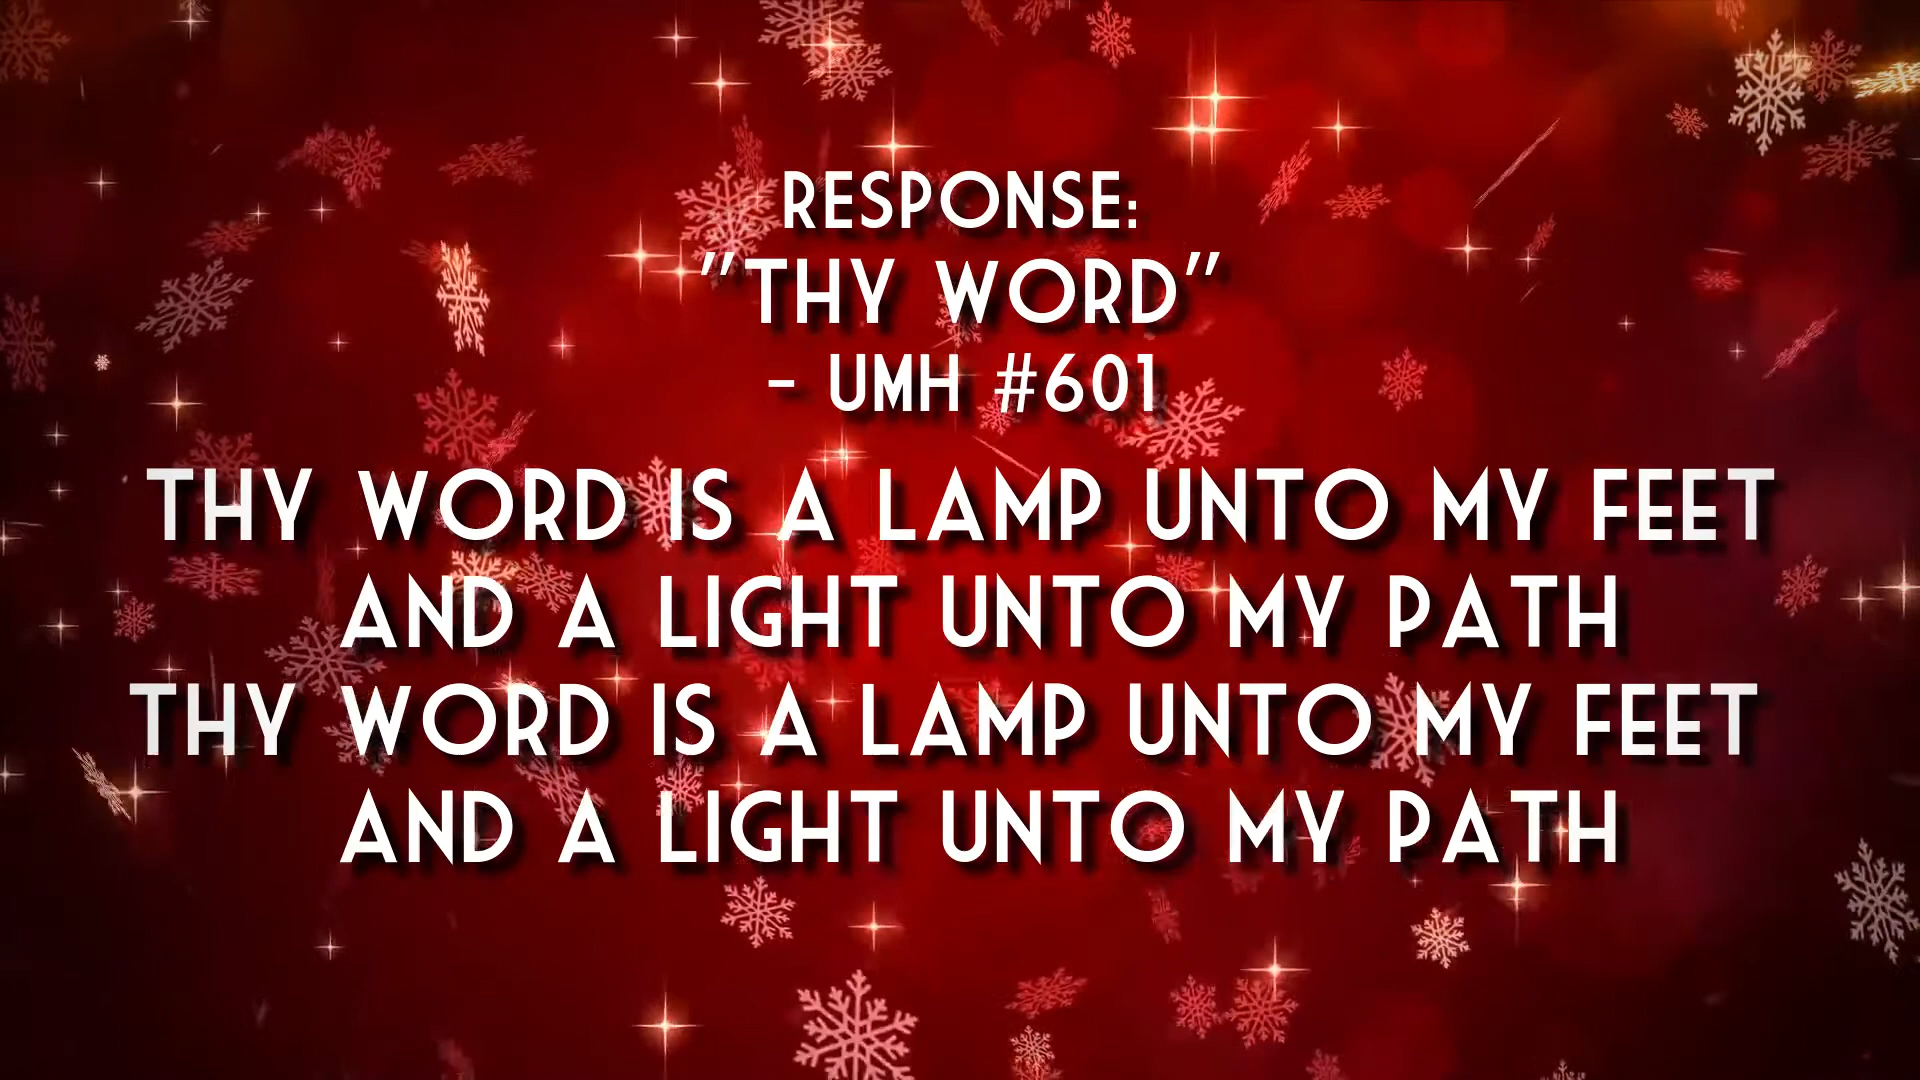 RESPONSE:
"THY WORD"
- UMH #601
THY WORD IS A LAMP UNTO MY FEET
AND A LIGHT UNTO MY PATH
THY WORD IS A LAMP UNTO MY FEET
AND A LIGHT UNTO MY PATH